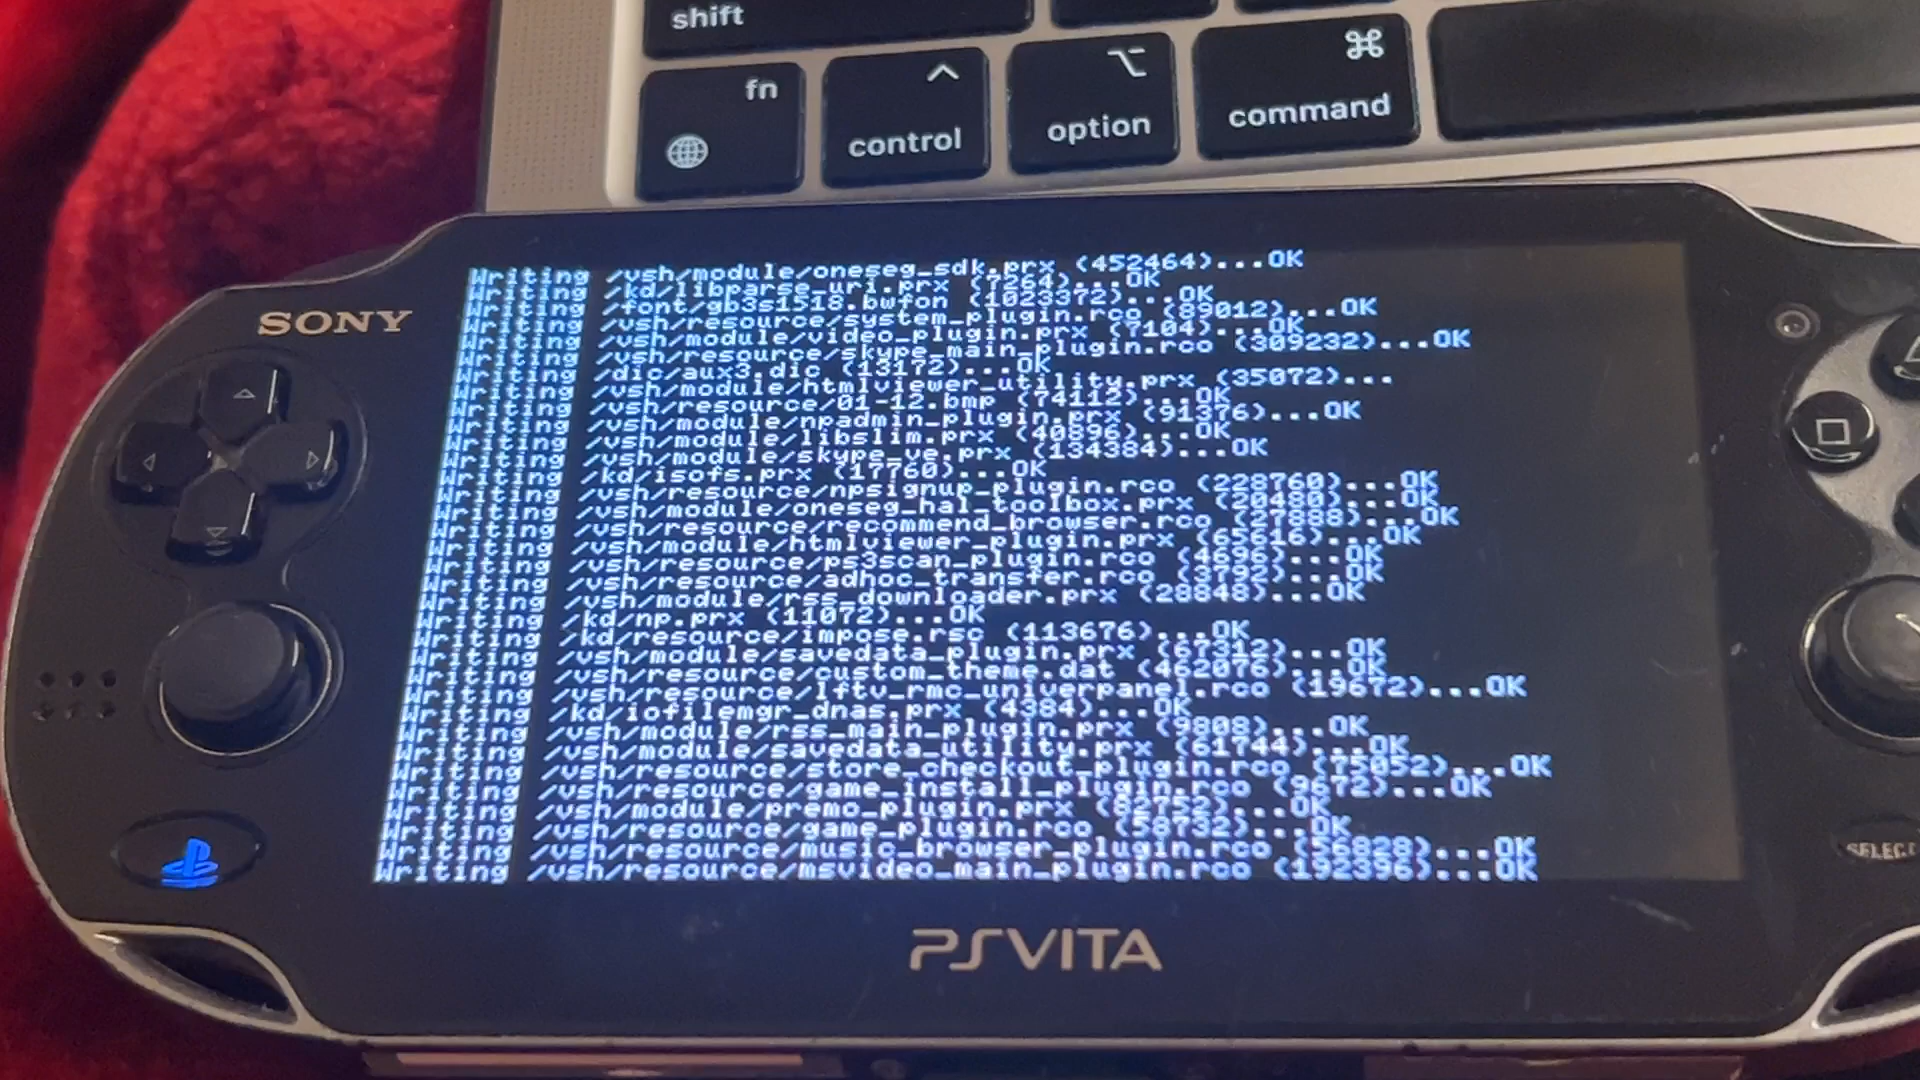 shift
fn
control
option
command
SONY
Writing /vsh/module/oneseg_sdk.prx (452464)...OK
Writing /kd/libparse_uri.prx (7264)...OK
Writing /font/gb3s1518.bwfon (1023372)...OK
Writing /vsh/resource/system_plugin.rco (89012)...OK
Writing /vsh/module/video_plugin.prx (7104)...OK
Writing /vsh/resource/skype_main_plugin.rco (309232)...OK
Writing /dic/aux3.dic (13172)...OK
Writing /vsh/module/htmlviewer_utility.prx (35072)...
Writing /vsh/resource/01-12.bmp (74112)...OK
Writing /vsh/module/npadmin_plugin.prx (91376)...OK
Writing /vsh/module/libslim.prx (40896)...OK
Writing /vsh/module/skype_ve.prx (134384)...OK
Writing /kd/isofs.prx (17760)...OK
Writing /vsh/resource/npsignup_plugin.rco (228760)...OK
Writing /vsh/module/oneseg_hal_toolbox.prx (20480)...OK
Writing /vsh/resource/recommend_browser.rco (27888)...OK
Writing /vsh/module/htmlviewer_plugin.prx (65616)...OK
Writing /vsh/resource/ps3scan_plugin.rco (4696)...OK
Writing /vsh/resource/adhoc_transfer.rco (3792)...OK
Writing /vsh/module/rss_downloader.prx (28848)...OK
Writing /kd/np.prx (11072)...OK
Writing /kd/resource/impose.rsc (113676)...OK
Writing /vsh/module/savedata_plugin.prx (67312)...OK
Writing /vsh/resource/custom_theme.dat (462076)...OK
Writing /vsh/resource/lftv_rmc_univerpanel.rco (19672)...OK
Writing /kd/iofilemgr_dnas.prx (4384)...OK
Writing /vsh/module/rss_main_plugin.prx (9808)...OK
Writing /vsh/module/savedata_utility.prx (61744)...OK
Writing /vsh/resource/store_checkout_plugin.rco (75052)...OK
Writing /vsh/resource/game_install_plugin.rco (9672)...OK
Writing /vsh/module/premo_plugin.prx (82752)...OK
Writing /vsh/resource/game_plugin.rco (58732)...OK
Writing /vsh/resource/music_browser_plugin.rco (56828)...OK
Writing /vsh/resource/msvideo_main_plugin.rco (192396)...OK
SELECT
PSVITA